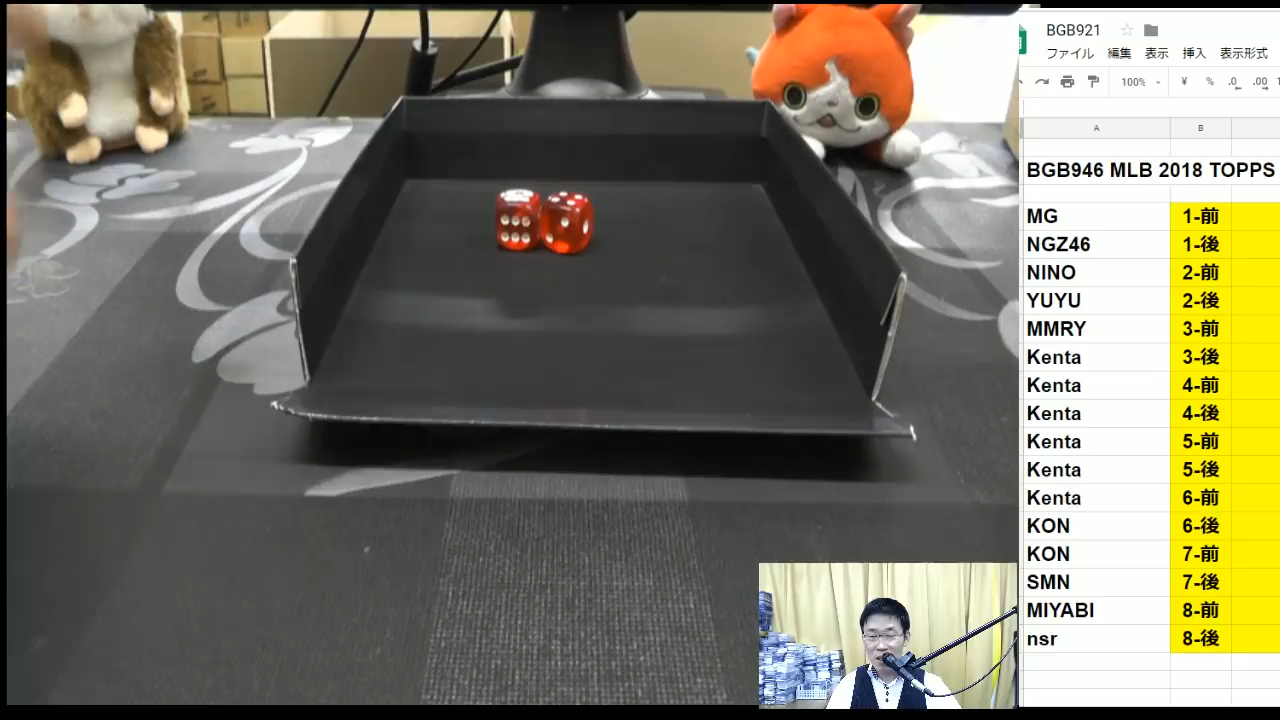 BGB921
ファイル 編集 表示 挿入 表示形式
100% ¥ % .0 .00
A B
BGB946 MLB 2018 TOPPS
MG 1-前
NGZ46 1-後
NINO 2-前
YUYU 2-後
MMRY 3-前
Kenta 3-後
Kenta 4-前
Kenta 4-後
Kenta 5-前
Kenta 5-後
Kenta 6-前
KON 6-後
KON 7-前
SMN 7-後
MIYABI 8-前
nsr 8-後